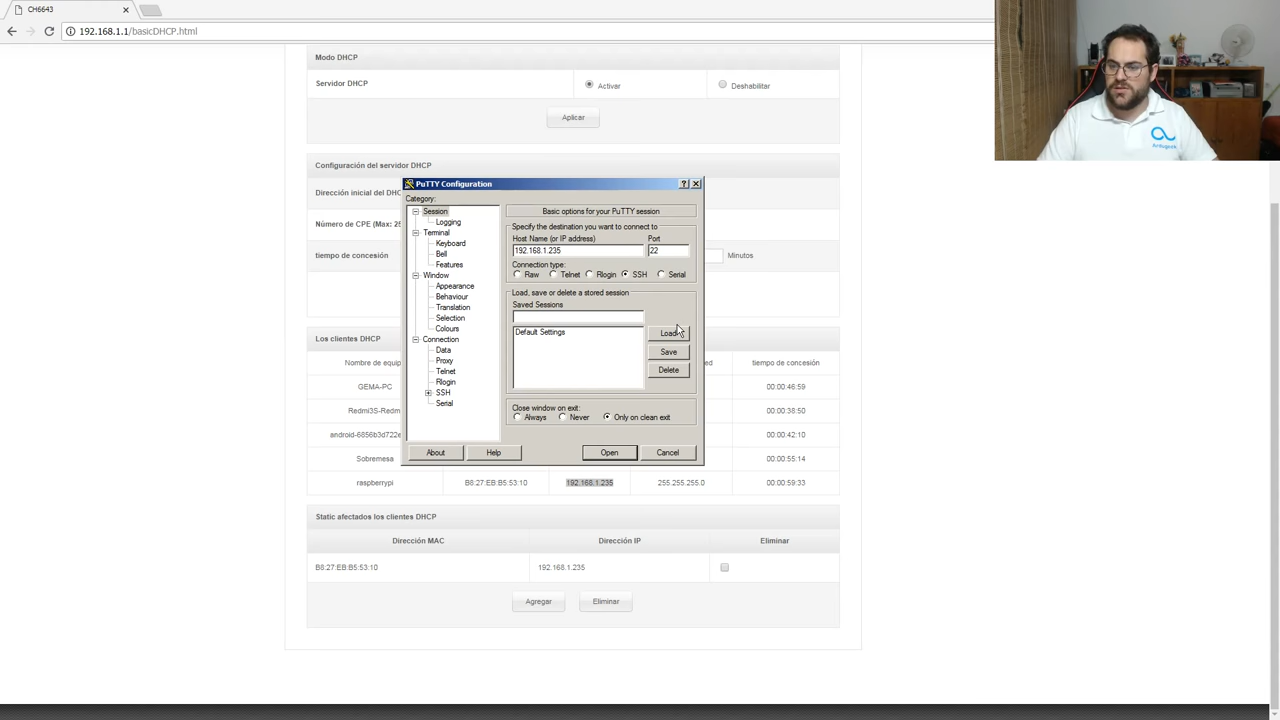 CH6643
192.168.1.1/basicDHCP.html
Modo DHCP
Servidor DHCP
Activar
Deshabilitar
Aplicar
Configuración del servidor DHCP
Dirección inicial del DHC
Número de CPE (Max: 25
tiempo de concesión
Minutos
PuTTY Configuration
Category:
Session
Logging
Terminal
Keyboard
Bell
Features
Window
Appearance
Behaviour
Translation
Selection
Colours
Connection
Data
Proxy
Telnet
Rlogin
SSH
Serial
Basic options for your PuTTY session
Specify the destination you want to connect to
Host Name (or IP address) Port
192.168.1.235 22
Connection type:
Raw Telnet Rlogin SSH Serial
Load, save or delete a stored session
Saved Sessions
Default Settings
Load
Save
Delete
Close window on exit:
Always Never Only on clean exit
About Help Open Cancel
Los clientes DHCP
Nombre de equip tiempo de concesión
GEMA-PC 00:00:46:59
Redmi3S-Redmi 00:00:38:50
android-6856b3d722e 00:00:42:10
Sobremesa 00:00:55:14
raspberrypi B8:27:EB:B5:53:10 192.168.1.235 255.255.255.0 00:00:59:33
Static afectados los clientes DHCP
Dirección MAC Dirección IP Eliminar
B8:27:EB:B5:53:10 192.168.1.235
Agregar Eliminar
Ardugeek